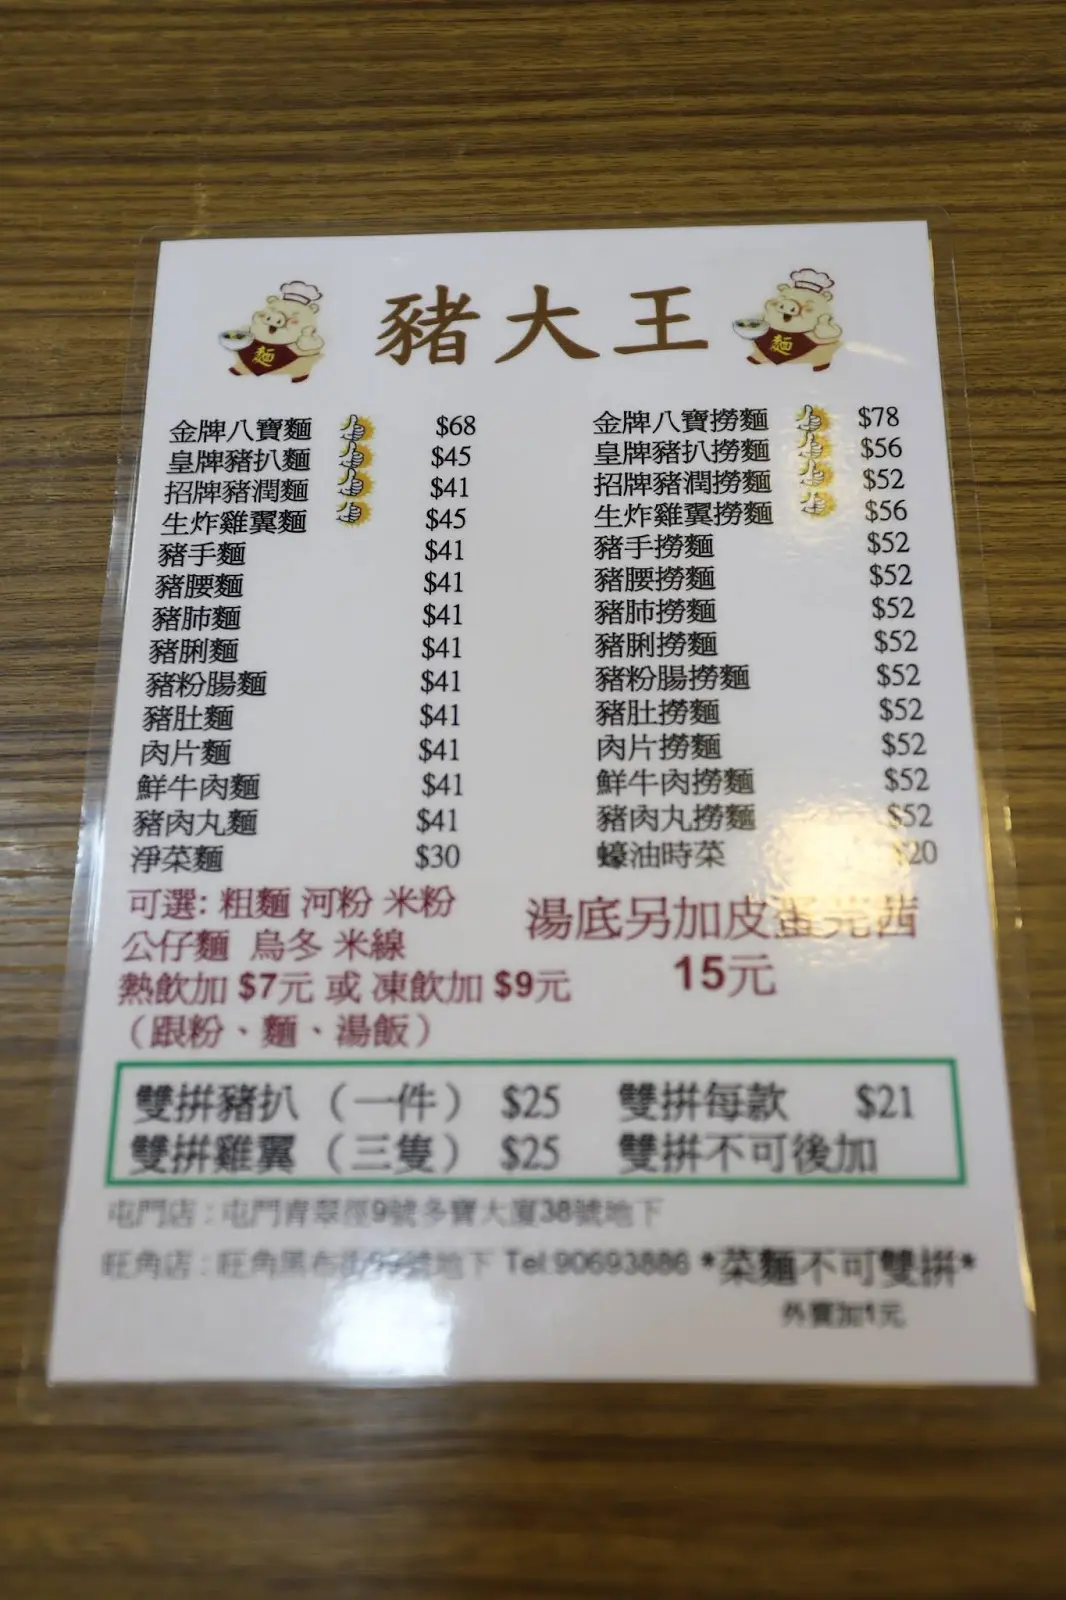 豬大王
麵
麵
金牌八寶麵 $68
皇牌豬扒麵 $45
招牌豬潤麵 $41
生炸雞翼麵 $45
豬手麵 $41
豬腰麵 $41
豬肺麵 $41
豬脷麵 $41
豬粉腸麵 $41
豬肚麵 $41
肉片麵 $41
鮮牛肉麵 $41
豬肉丸麵 $41
淨菜麵 $30
金牌八寶撈麵 $78
皇牌豬扒撈麵 $56
招牌豬潤撈麵 $52
生炸雞翼撈麵 $56
豬手撈麵 $52
豬腰撈麵 $52
豬肺撈麵 $52
豬脷撈麵 $52
豬粉腸撈麵 $52
豬肚撈麵 $52
肉片撈麵 $52
鮮牛肉撈麵 $52
豬肉丸撈麵 $52
蠔油時菜 $20
可選: 粗麵 河粉 米粉
公仔麵 烏冬 米線
熱飲加 $7元 或 凍飲加 $9元
（跟粉、麵、湯飯）
湯底另加皮蛋芫茜
15元
雙拼豬扒（一件） $25 雙拼每款 $21
雙拼雞翼（三隻） $25 雙拼不可後加
屯門店 : 屯門青翠徑9號多寶大廈38號地下
旺角店 : 旺角黑布街99號地下 Tel:90693886 *菜麵不可雙拼*
外賣加1元